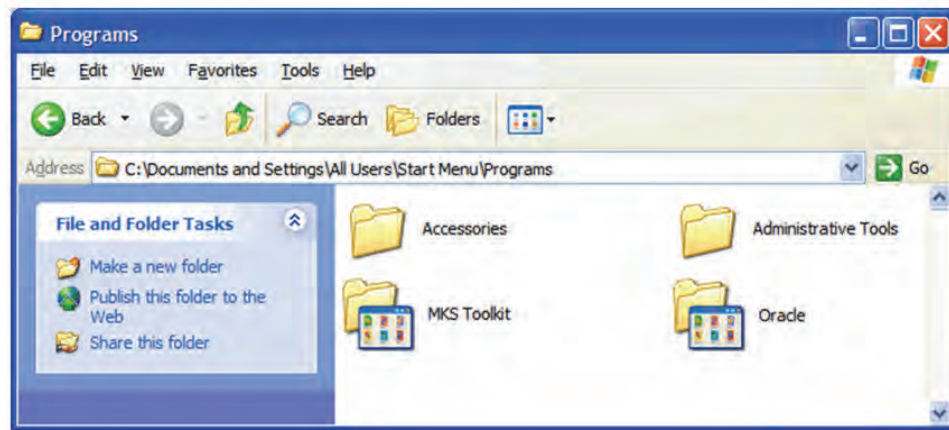 Programs
File Edit View Favorites Tools Help
Back Search Folders
Address C:\Documents and Settings\All Users\Start Menu\Programs Go
File and Folder Tasks
Make a new folder
Publish this folder to the
Web
Share this folder
Accessories Administrative Tools
MKS Toolkit Oracle